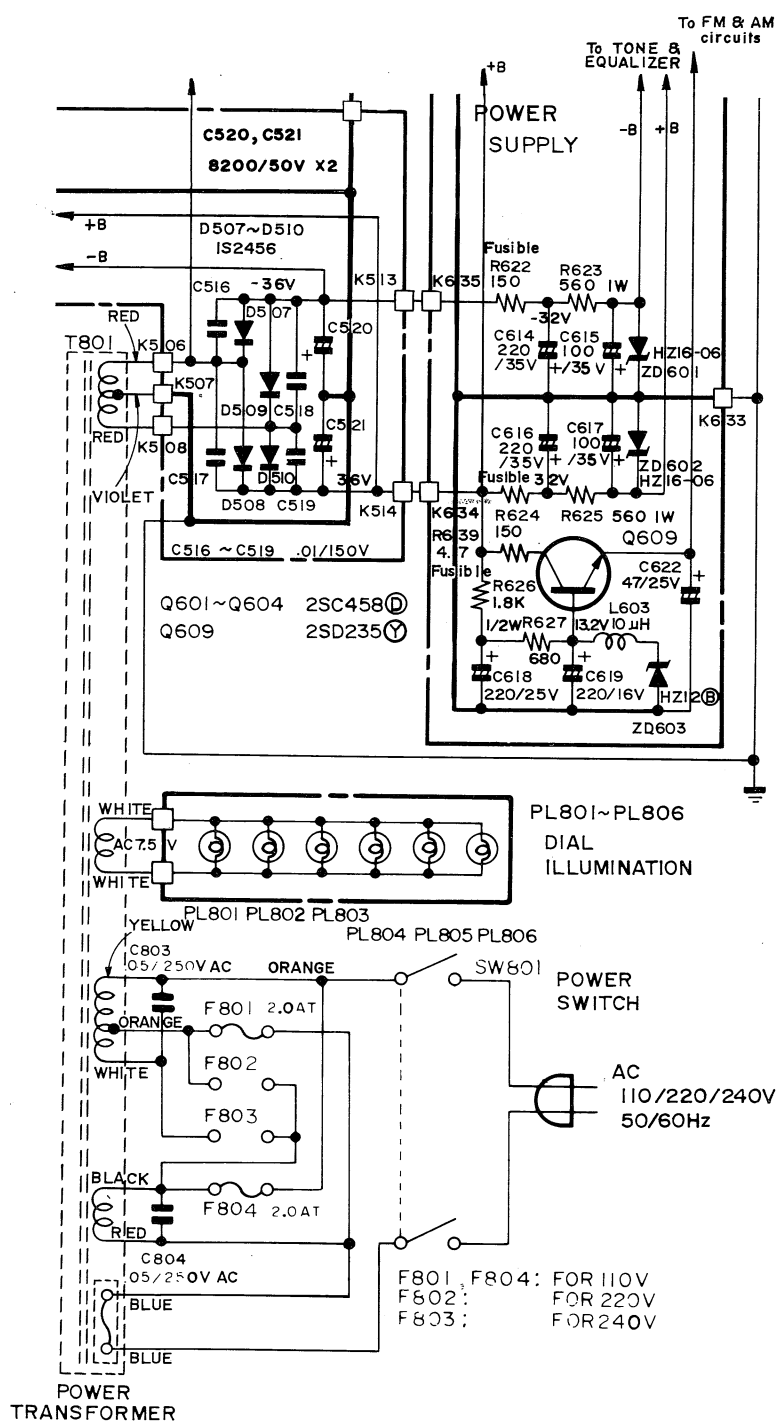 To FM & AM
circuits
To TONE &
EQUALIZER
+B
-B
+B
POWER
SUPPLY
C520, C521
8200/50V X2
+B
D507~D510
1S2456
-B
C516
-36V
K513
K635
Fusible
R622
150
R623
560
1W
D507
C520
-32V
RED
T801
K506
C614
220
/35V
C615
100
/35V
HZ16-06
ZD601
K507
D509
C518
C521
K633
RED
K508
C616
220
/35V
C617
100
/35V
ZD602
HZ16-06
VIOLET
C517
D508
D510
C519
36V
K514
K634
Fusible
32V
R624
150
R625
560 1W
R639
4.7
Fusible
Q609
C516 ~ C519 .01/150V
R626
1.8K
1/2W
C622
47/25V
Q601~Q604 2SC458 D
Q609 2SD235 Y
R627
680
13.2V
L603
10μH
C618
220/25V
C619
220/16V
HZ12 B
ZD603
WHITE
AC7.5 V
WHITE
PL801~PL806
DIAL
ILLUMINATION
PL801 PL802 PL803
PL804 PL805 PL806
YELLOW
C803
05/250V AC
ORANGE
SW801
POWER
SWITCH
F801 2.0AT
ORANGE
F802
WHITE
F803
AC
110/220/240V
50/60Hz
BLACK
F804 2.0AT
RED
C804
05/250V AC
BLUE
F801, F804: FOR 110V
F802: FOR 220V
F803: FOR 240V
BLUE
POWER
TRANSFORMER